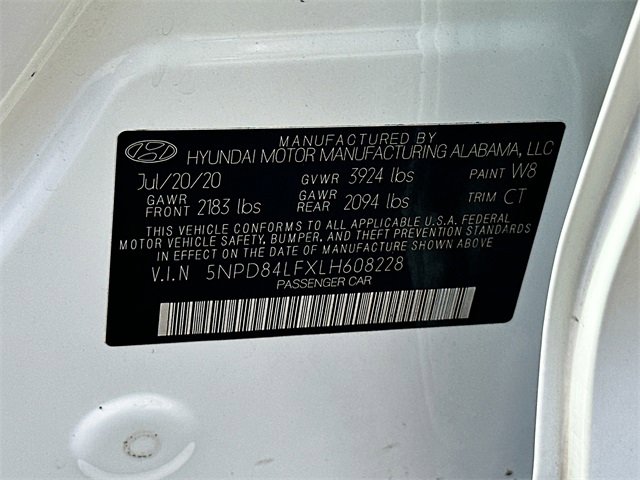 MANUFACTURED BY
HYUNDAI MOTOR MANUFACTURING ALABAMA, LLC
Jul/20/20 GVWR 3924 lbs PAINT W8
GAWR FRONT 2183 lbs GAWR REAR 2094 lbs TRIM CT
THIS VEHICLE CONFORMS TO ALL APPLICABLE U.S.A. FEDERAL
MOTOR VEHICLE SAFETY, BUMPER, AND THEFT PREVENTION STANDARDS
IN EFFECT ON THE DATE OF MANUFACTURE SHOWN ABOVE
V.I.N 5NPD84LFXLH608228
PASSENGER CAR